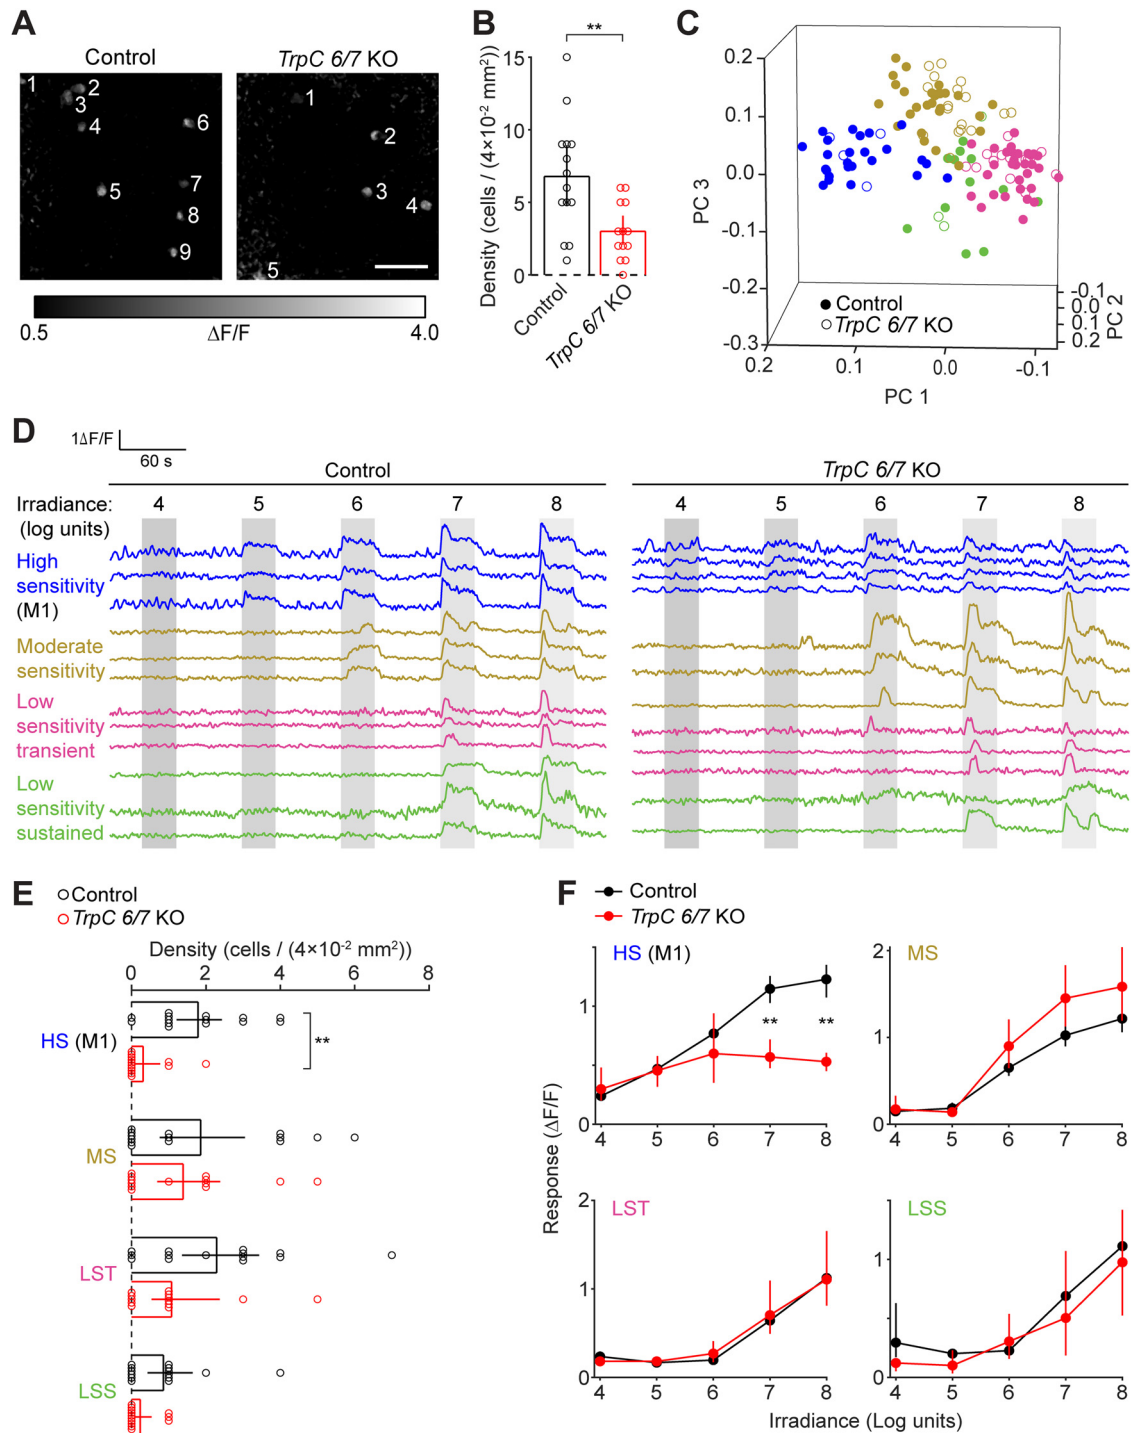 A
Control
TrpC 6/7 KO
1
2
3
4
5
6
7
8
9
1
2
3
4
5
0.5
ΔF/F
4.0
B
**
Density (cells / (4×10-2 mm2))
15
10
5
0
Control
TrpC 6/7 KO
C
PC 3
0.2
0.1
0.0
-0.1
-0.2
-0.3
Control
TrpC 6/7 KO
-0.1
0.0
0.1
0.2
PC 2
0.2
0.1
0.0
-0.1
PC 1
D
1ΔF/F
60 s
Control
TrpC 6/7 KO
Irradiance: 4 5 6 7 8
4 5 6 7 8
(log units)
High
sensitivity
(M1)
Moderate
sensitivity
Low
sensitivity
transient
Low
sensitivity
sustained
E
Control
TrpC 6/7 KO
Density (cells / (4×10-2 mm2))
0 2 4 6 8
HS (M1)
**
MS
LST
LSS
F
Control
TrpC 6/7 KO
Response (ΔF/F)
HS (M1)
1
0
** **
4 5 6 7 8
MS
2
1
0
4 5 6 7 8
LST
2
1
0
4 5 6 7 8
LSS
1
0
4 5 6 7 8
Irradiance (Log units)